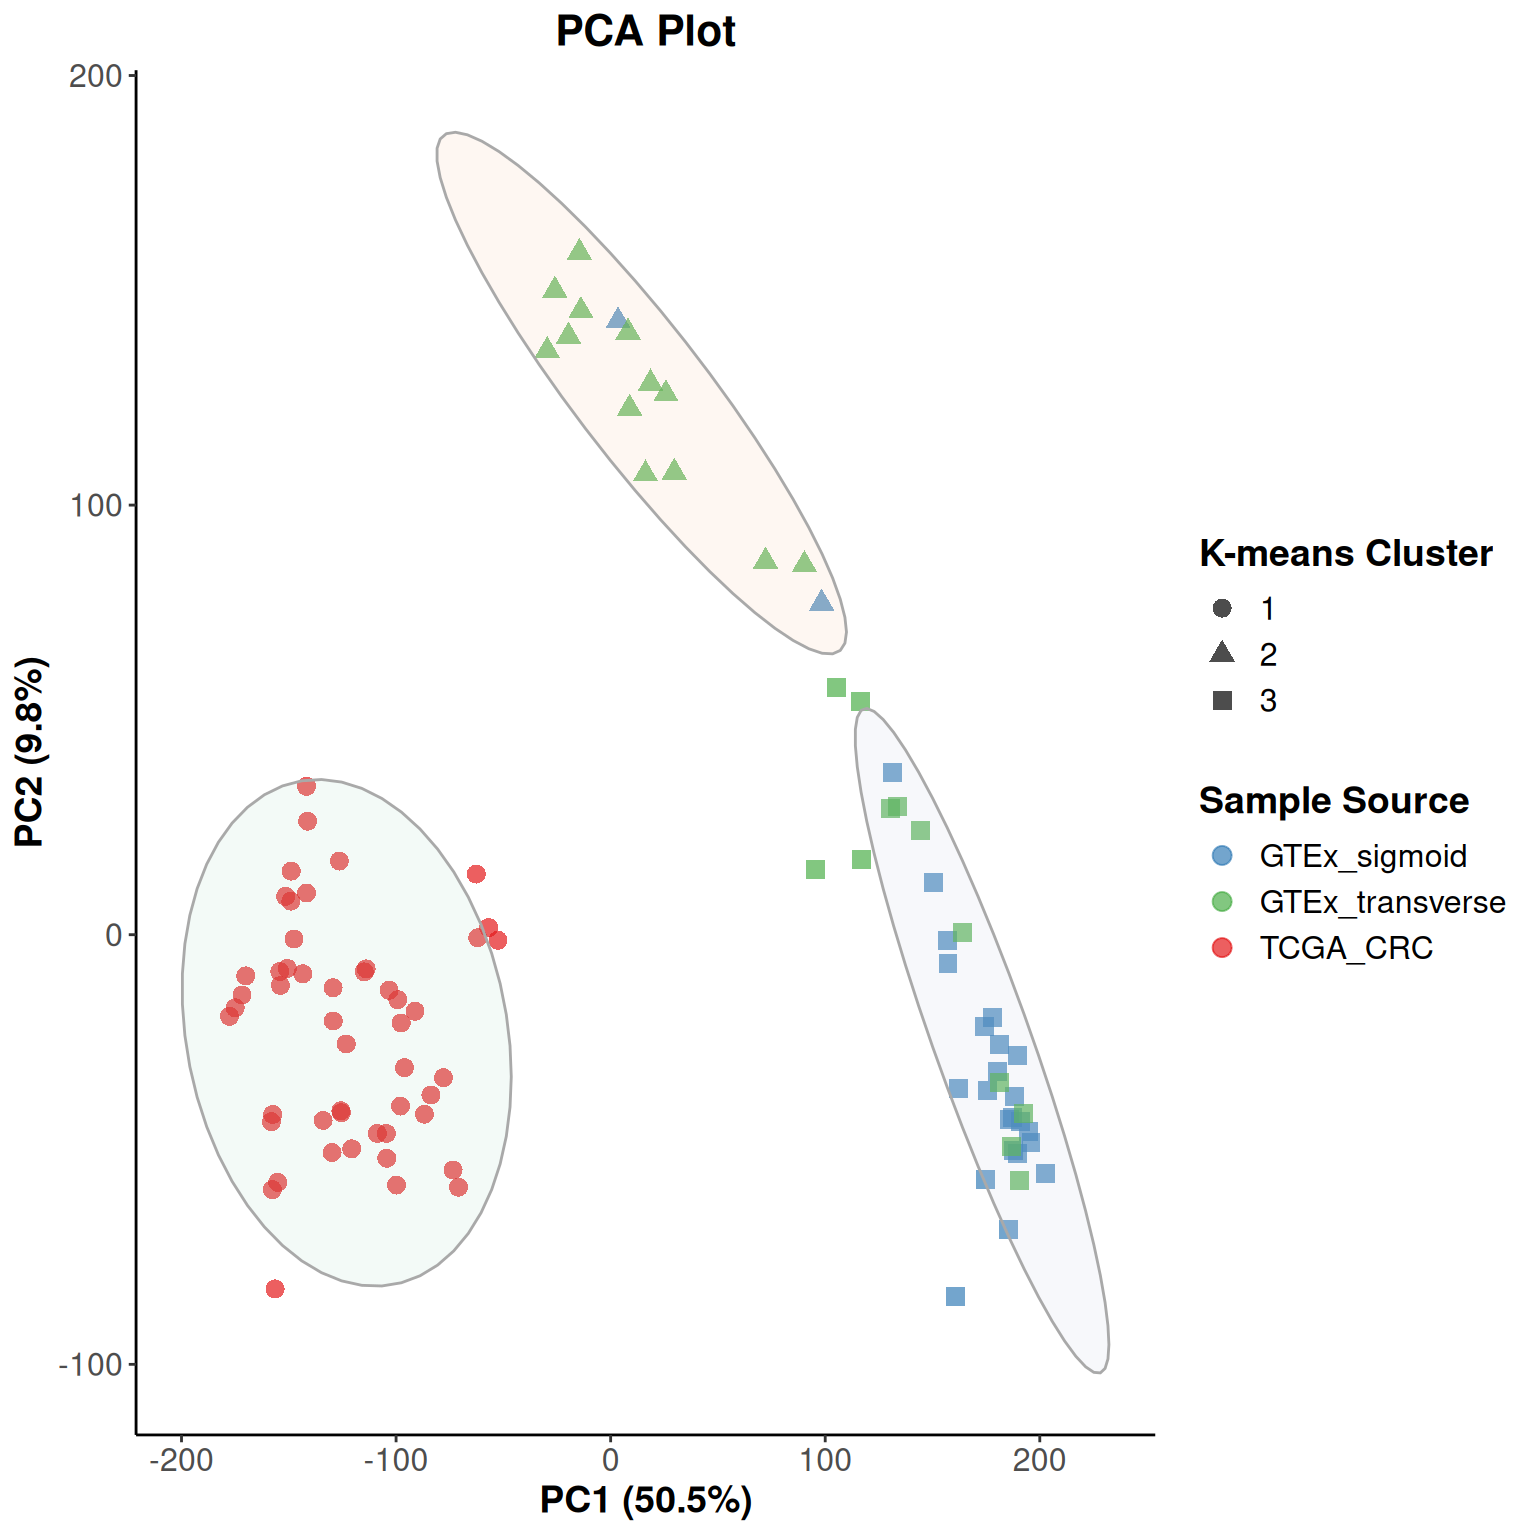 PCA Plot
200
100
0
-100
PC2 (9.8%)
-200
-100
0
100
200
PC1 (50.5%)
K-means Cluster
1
2
3
Sample Source
GTEx_sigmoid
GTEx_transverse
TCGA_CRC